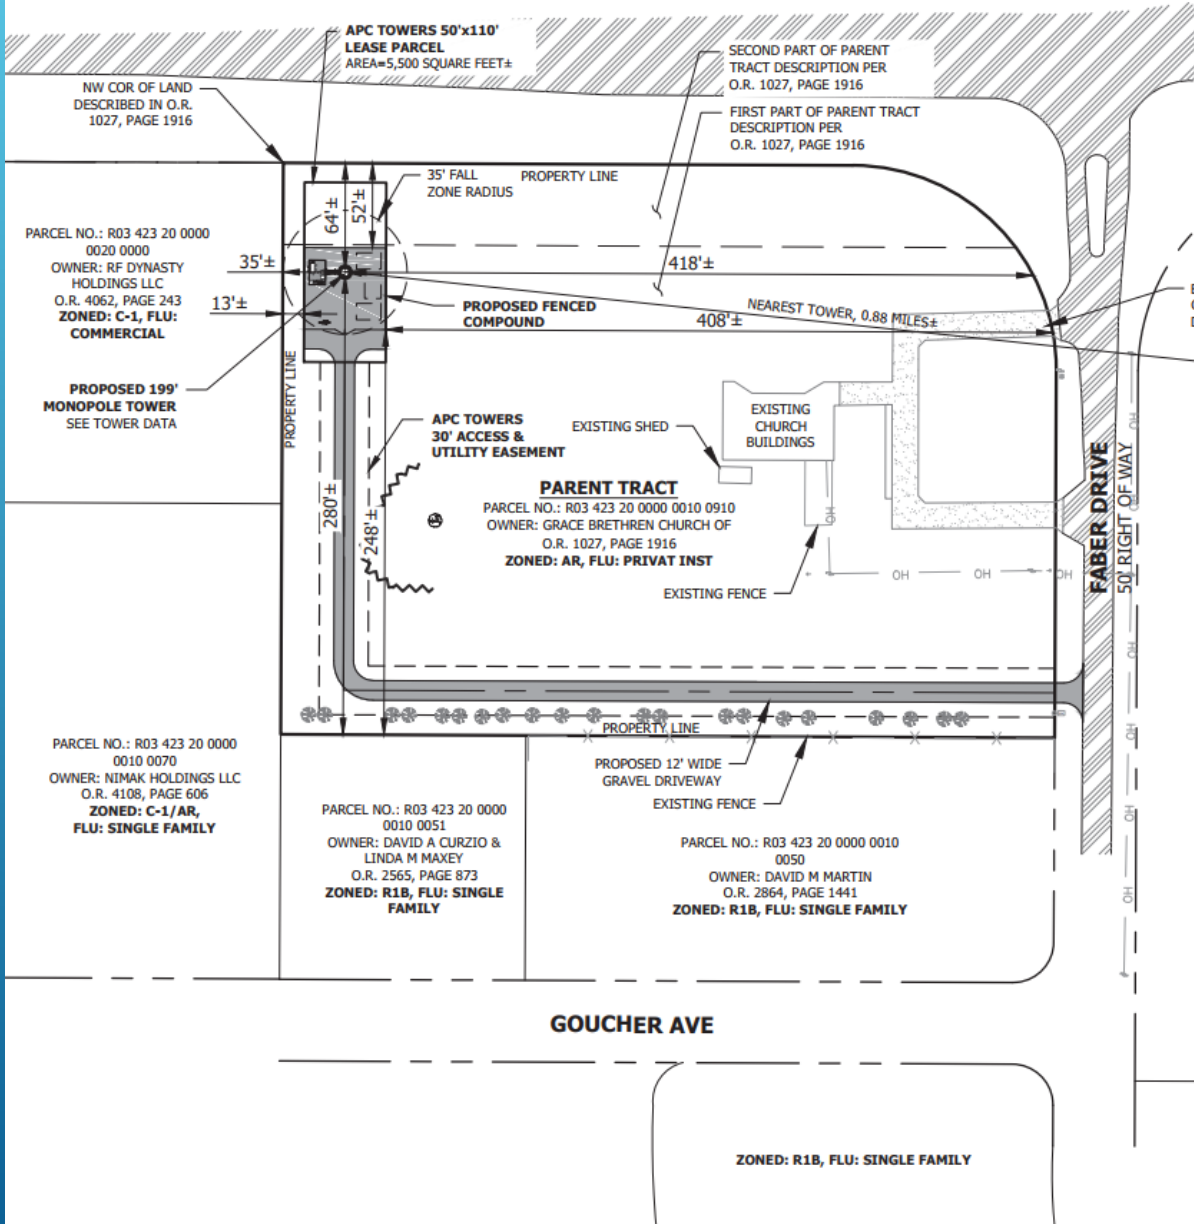 APC TOWERS 50'x110'
LEASE PARCEL
AREA=5,500 SQUARE FEET±
SECOND PART OF PARENT
TRACT DESCRIPTION PER
O.R. 1027, PAGE 1916
NW COR OF LAND
DESCRIBED IN O.R.
1027, PAGE 1916
FIRST PART OF PARENT TRACT
DESCRIPTION PER
O.R. 1027, PAGE 1916
35' FALL
ZONE RADIUS
PROPERTY LINE
64'±
52'±
PARCEL NO.: R03 423 20 0000
0020 0000
OWNER: RF DYNASTY
HOLDINGS LLC
O.R. 4062, PAGE 243
ZONED: C-1, FLU:
COMMERCIAL
35'±
13'±
418'±
NEAREST TOWER, 0.88 MILES±
408'±
PROPOSED FENCED
COMPOUND
PROPOSED 199'
MONOPOLE TOWER
SEE TOWER DATA
PROPERTY LINE
APC TOWERS
30' ACCESS &
UTILITY EASEMENT
EXISTING SHED
EXISTING
CHURCH
BUILDINGS
PARENT TRACT
PARCEL NO.: R03 423 20 0000 0010 0910
OWNER: GRACE BRETHREN CHURCH OF
O.R. 1027, PAGE 1916
ZONED: AR, FLU: PRIVAT INST
280'±
248'±
EXISTING FENCE
OH
OH
OH
OH
FABER DRIVE
50' RIGHT OF WAY
OH
OH
OH
OH
OH
OH
PROPERTY LINE
PROPOSED 12' WIDE
GRAVEL DRIVEWAY
EXISTING FENCE
PARCEL NO.: R03 423 20 0000
0010 0070
OWNER: NIMAK HOLDINGS LLC
O.R. 4108, PAGE 606
ZONED: C-1/AR,
FLU: SINGLE FAMILY
PARCEL NO.: R03 423 20 0000
0010 0051
OWNER: DAVID A CURZIO &
LINDA M MAXEY
O.R. 2565, PAGE 873
ZONED: R1B, FLU: SINGLE
FAMILY
PARCEL NO.: R03 423 20 0000 0010
0050
OWNER: DAVID M MARTIN
O.R. 2864, PAGE 1441
ZONED: R1B, FLU: SINGLE FAMILY
GOUCHER AVE
ZONED: R1B, FLU: SINGLE FAMILY